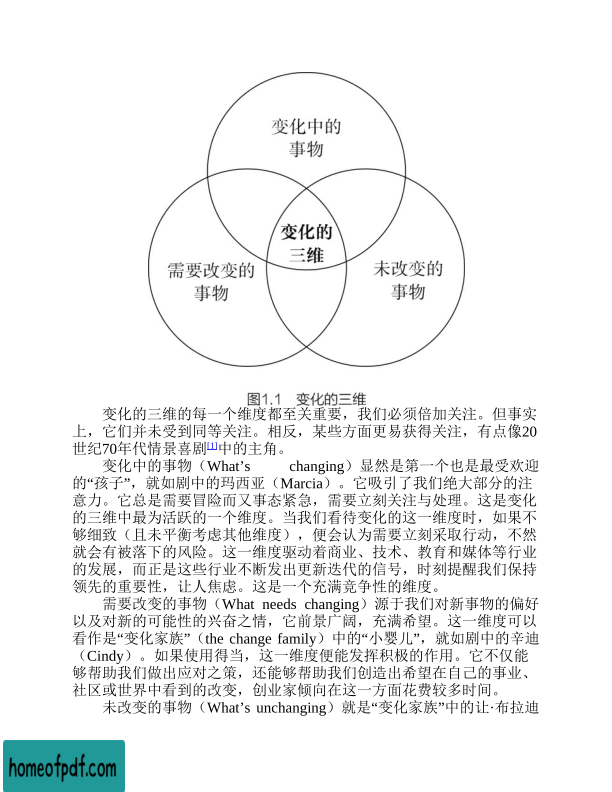 变化中的
事物
变化的
三维
需要改变的
事物
未改变的
事物
图1.1 变化的三维
变化的三维的每一个维度都至关重要，我们必须倍加关注。但事实
上，它们并未受到同等关注。相反，某些方面更易获得关注，有点像20
世纪70年代情景喜剧[1]中的主角。
变化中的事物（What’s changing）显然是第一个也是最受欢迎
的“孩子”，就如剧中的玛西亚（Marcia）。它吸引了我们绝大部分的注
意力。它总是需要冒险而又事态紧急，需要立刻关注与处理。这是变化
的三维中最为活跃的一个维度。当我们看待变化的这一维度时，如果不
够细致（且未平衡考虑其他维度），便会认为需要立刻采取行动，不然
就会有被落下的风险。这一维度驱动着商业、技术、教育和媒体等行业
的发展，而正是这些行业不断发出更新迭代的信号，时刻提醒我们保持
领先的重要性，让人焦虑。这是一个充满竞争性的维度。
需要改变的事物（What needs changing）源于我们对新事物的偏好
以及对新的可能性的兴奋之情，它前景广阔，充满希望。这一维度可以
看作是“变化家族”（the change family）中的“小婴儿”，就如剧中的辛迪
（Cindy）。如果使用得当，这一维度便能发挥积极的作用。它不仅能
够帮助我们做出应对之策，还能够帮助我们创造出希望在自己的事业、
社区或世界中看到的改变，创业家倾向在这一方面花费较多时间。
未改变的事物（What’s unchanging）就是“变化家族”中的让·布拉迪
homeofpdf.com